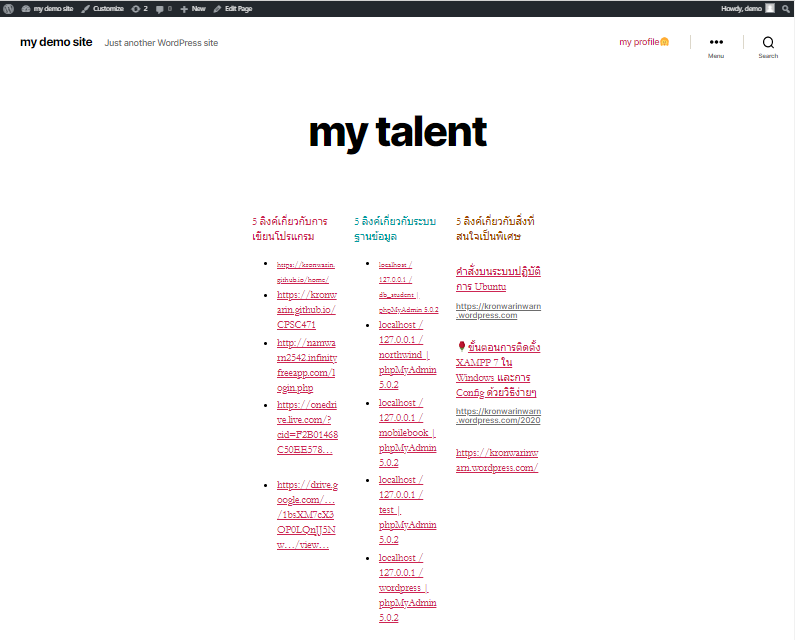 my demo site Customize 2 0 New Edit Page Howdy, demo
my demo site Just another WordPress site my profile
Menu
Search
my talent
5 ลิงค์เกี่ยวกับการ
เขียนโปรแกรม
https://kronwarin.
github.io/home/
https://kronw
arin.github.io/
CPSC471
http://namwa
rn2542.infinity
freeapp.com/l
ogin.php
https://onedri
ve.live.com/?
cid=F2B01468
C50EE578...
https://drive.g
oogle.com/...
/1bsXM7cX3
OP0LQnJJ5N
w.../view...
5 ลิงค์เกี่ยวกับระบบ
ฐานข้อมูล
localhost /
127.0.0.1 /
db_student |
phpMyAdmin 5.0.2
localhost /
127.0.0.1 /
northwind |
phpMyAdmin
5.0.2
localhost /
127.0.0.1 /
mobilebook |
phpMyAdmin
5.0.2
localhost /
127.0.0.1 /
test |
phpMyAdmin
5.0.2
localhost /
127.0.0.1 /
wordpress |
phpMyAdmin
5.0.2
5 ลิงค์เกี่ยวกับสิ่งที่
สนใจเป็นพิเศษ
คำสั่งบนระบบปฏิบัติ
การ Ubuntu
https://kronwarinwarn
.wordpress.com
ขั้นตอนการติดตั้ง
XAMPP 7 ใน
Windows และการ
Config ด้วยวิธีง่ายๆ
https://kronwarinwarn
.wordpress.com/2020
https://kronwarinw
arn.wordpress.com/